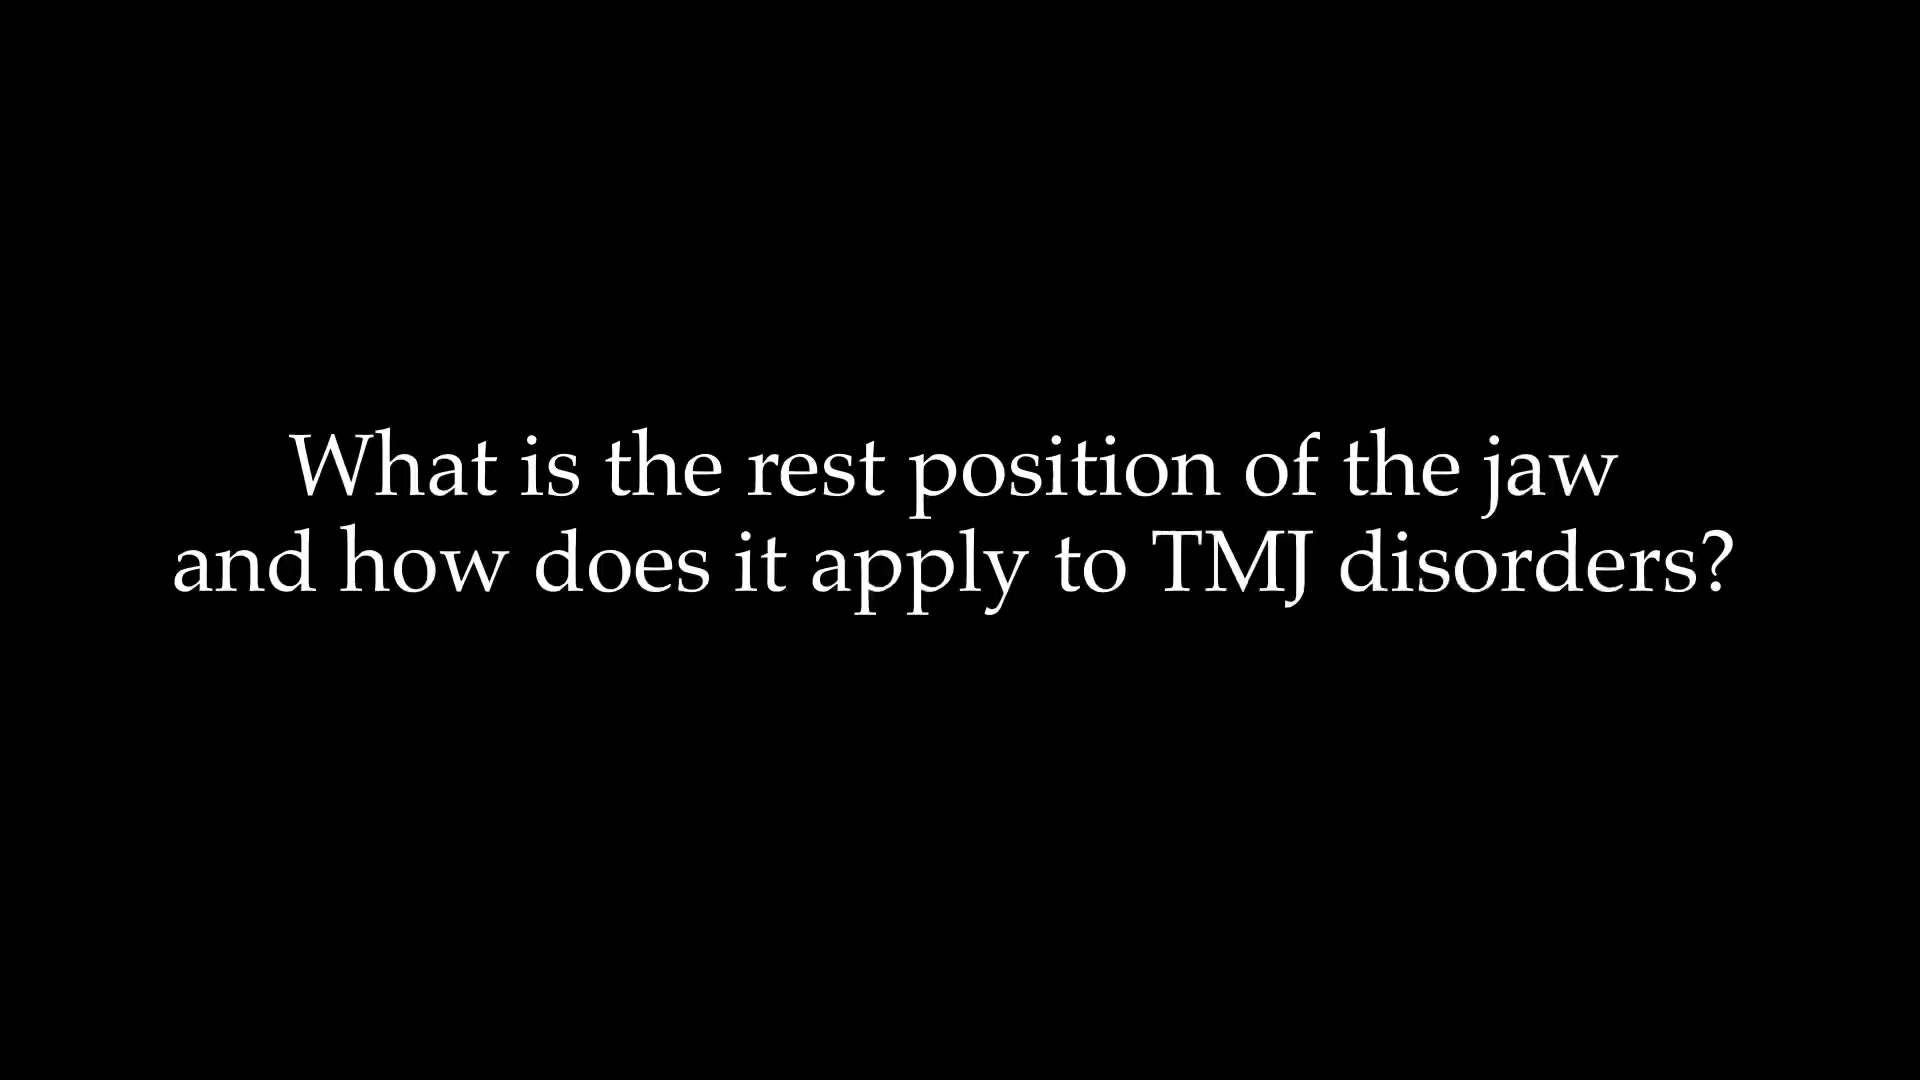 What is the rest position of the jaw
and how does it apply to TMJ disorders?